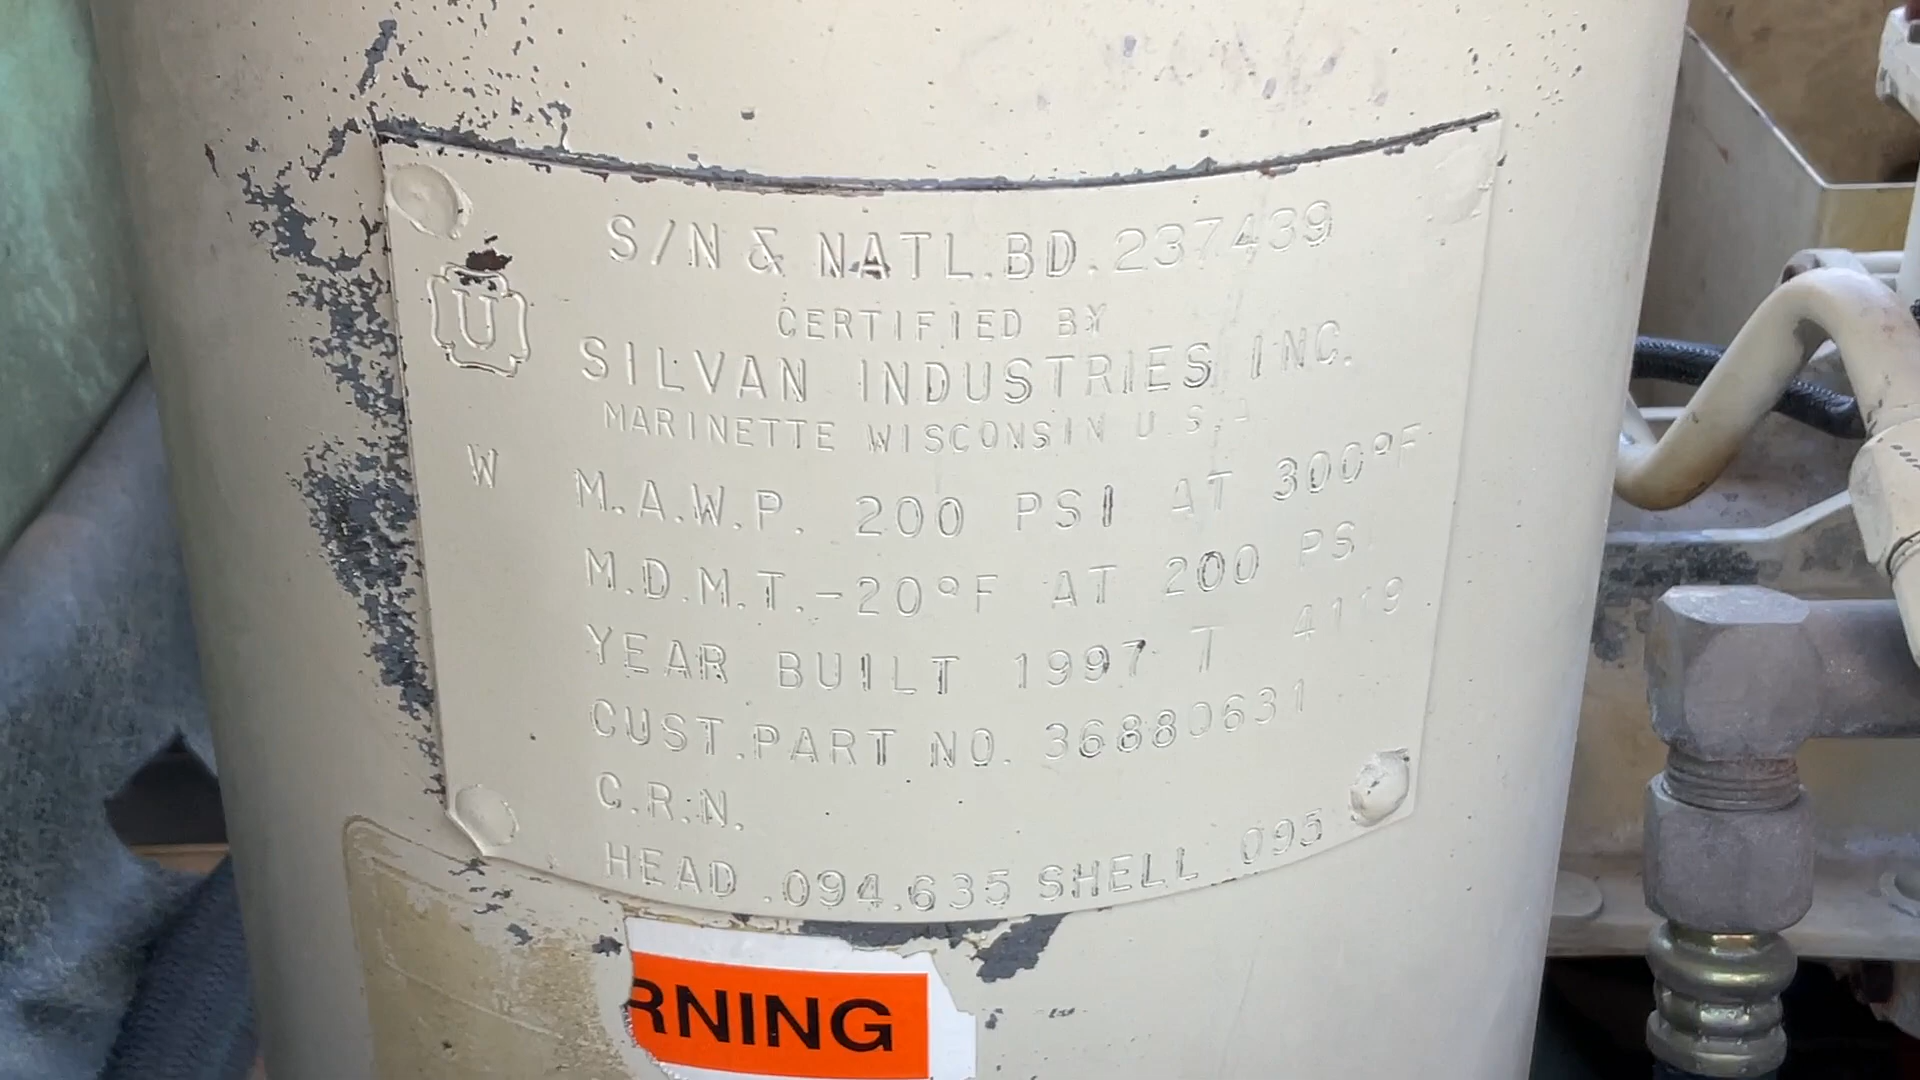 S/N & NATL.BD.237439
U
CERTIFIED BY
SILVAN INDUSTRIES INC.
MARINETTE WISCONSIN U.S.A.
W M.A.W.P. 200 PSI AT 300°F
M.D.M.T.-20°F AT 200 PSI
YEAR BUILT 1997 T 4119
CUST.PART NO. 36880631
C.R.N.
HEAD .094.635 SHELL .095
RNING